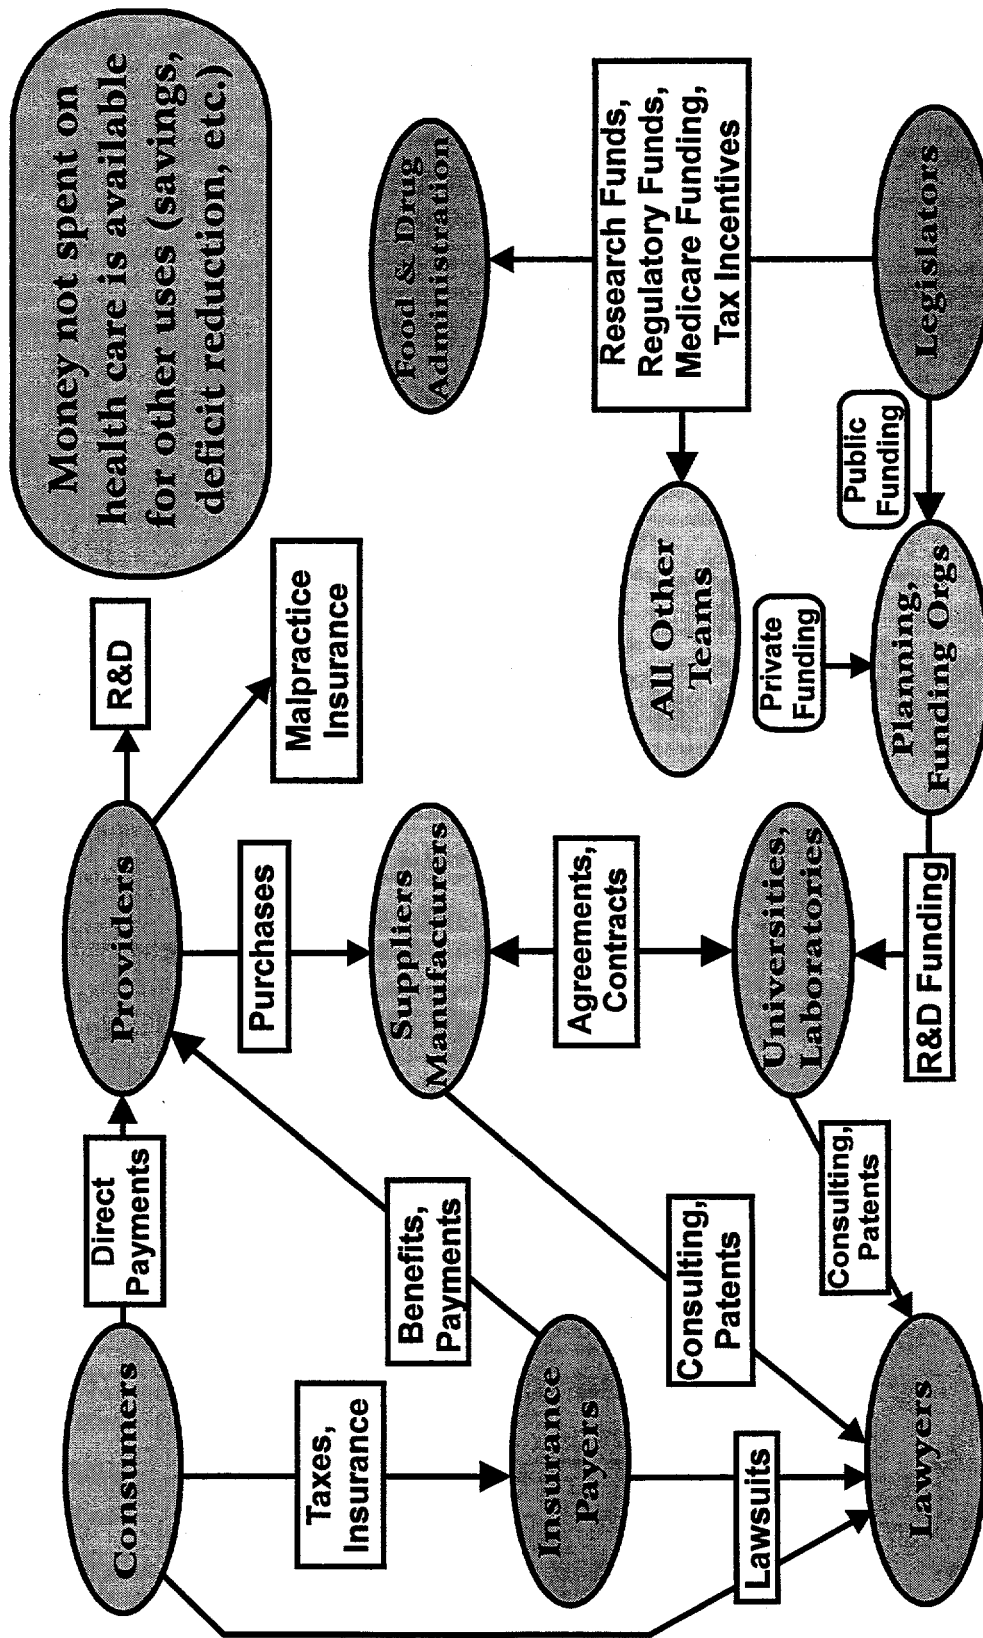 Money not spent on
health care is available
for other uses (savings,
deficit reduction, etc.)
Consumers
Direct
Payments
Providers
R&D
Malpractice
Insurance
Taxes,
Insurance
Purchases
Benefits,
Payments
Suppliers
Manufacturers
Food & Drug
Administration
Insurance
Payers
Agreements,
Contracts
All Other
Teams
Research Funds,
Regulatory Funds,
Medicare Funding,
Tax Incentives
Consulting,
Patents
Universities,
Laboratories
Private
Funding
Public
Funding
Lawsuits
Consulting,
Patents
Lawyers
R&D Funding
Planning,
Funding Orgs
Legislators